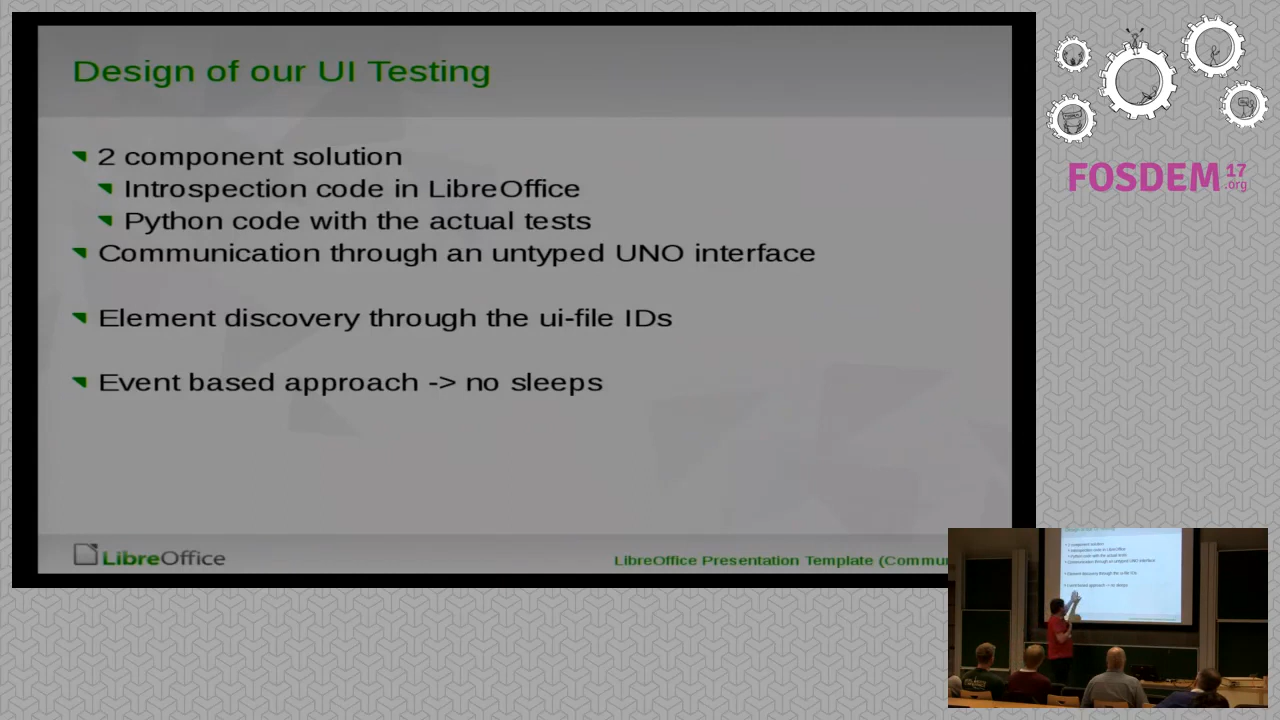 Design of our UI Testing
2 component solution
Introspection code in LibreOffice
Python code with the actual tests
Communication through an untyped UNO interface
Element discovery through the ui-file IDs
Event based approach -> no sleeps
LibreOffice
LibreOffice Presentation Template (Commun
FOSDEM 17
.org